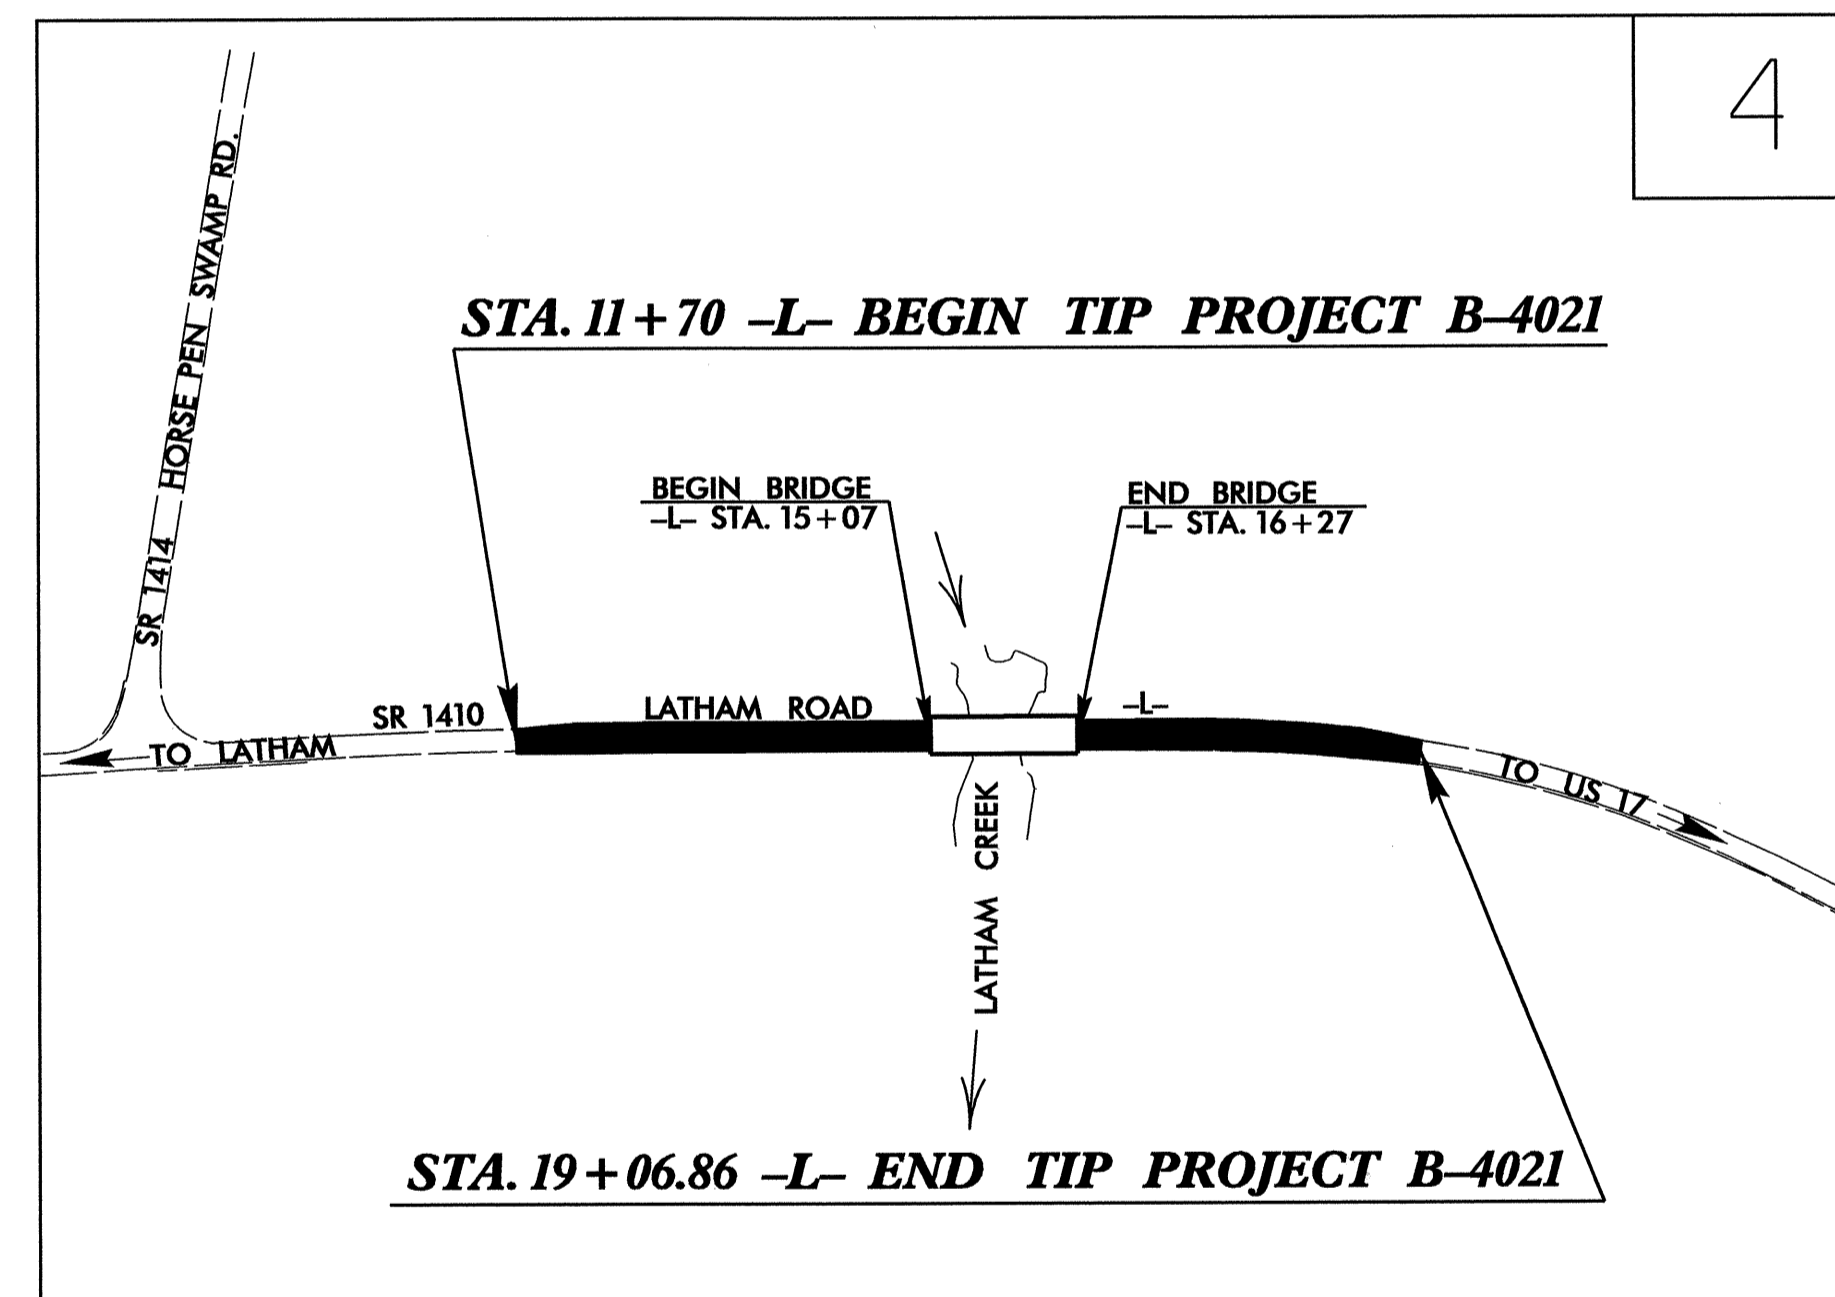 4
SR 1414 HORSE PEN SWAMP RD.
STA. 11+70 –L– BEGIN TIP PROJECT B–4021
BEGIN BRIDGE
–L– STA. 15+07
END BRIDGE
–L– STA. 16+27
SR 1410
LATHAM ROAD
–L–
TO LATHAM
TO US 17
LATHAM CREEK
STA. 19+06.86 –L– END TIP PROJECT B–4021